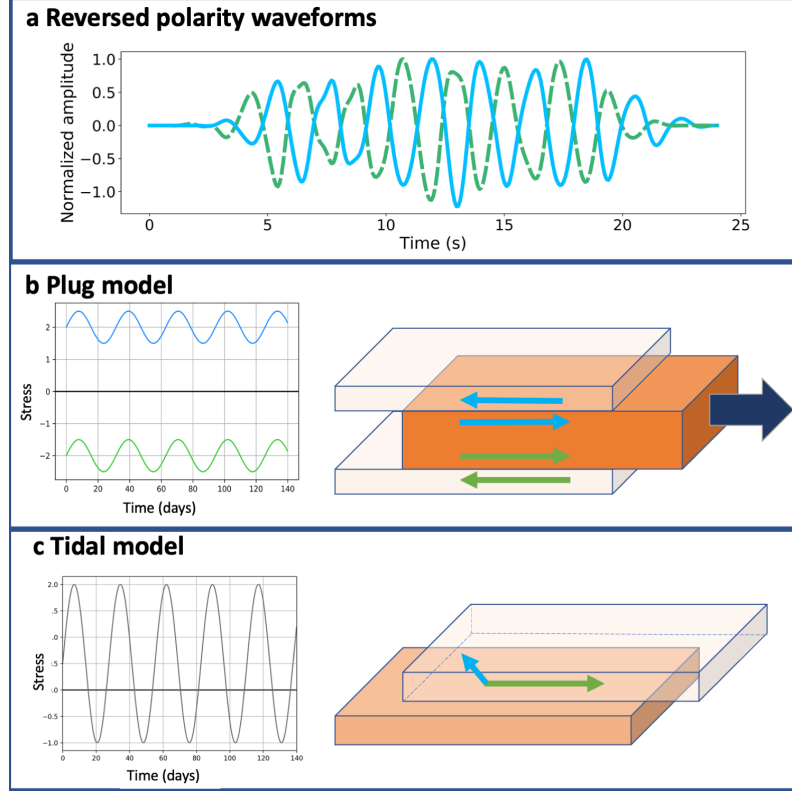 a Reversed polarity waveforms
Normalized amplitude
1.0
0.5
0.0
−0.5
−1.0
0 5 10 15 20 25
Time (s)
b Plug model
Stress
2
1
0
−1
−2
0 20 40 60 80 100 120 140
Time (days)
c Tidal model
Stress
2.0
.5
.0
.5
.0
−0.5
−1.0
0 20 40 60 80 100 120 140
Time (days)